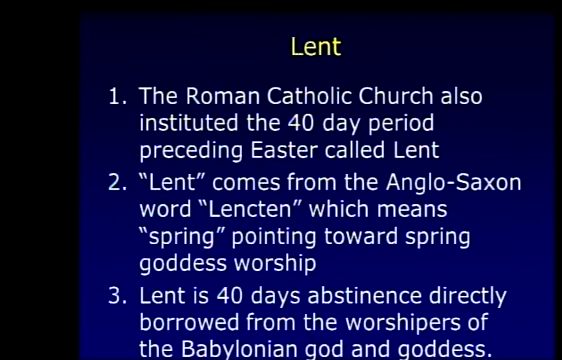 Lent
1. The Roman Catholic Church also
instituted the 40 day period
preceding Easter called Lent
2. “Lent” comes from the Anglo-Saxon
word “Lencten” which means
“spring” pointing toward spring
goddess worship
3. Lent is 40 days abstinence directly
borrowed from the worshipers of
the Babylonian god and goddess.